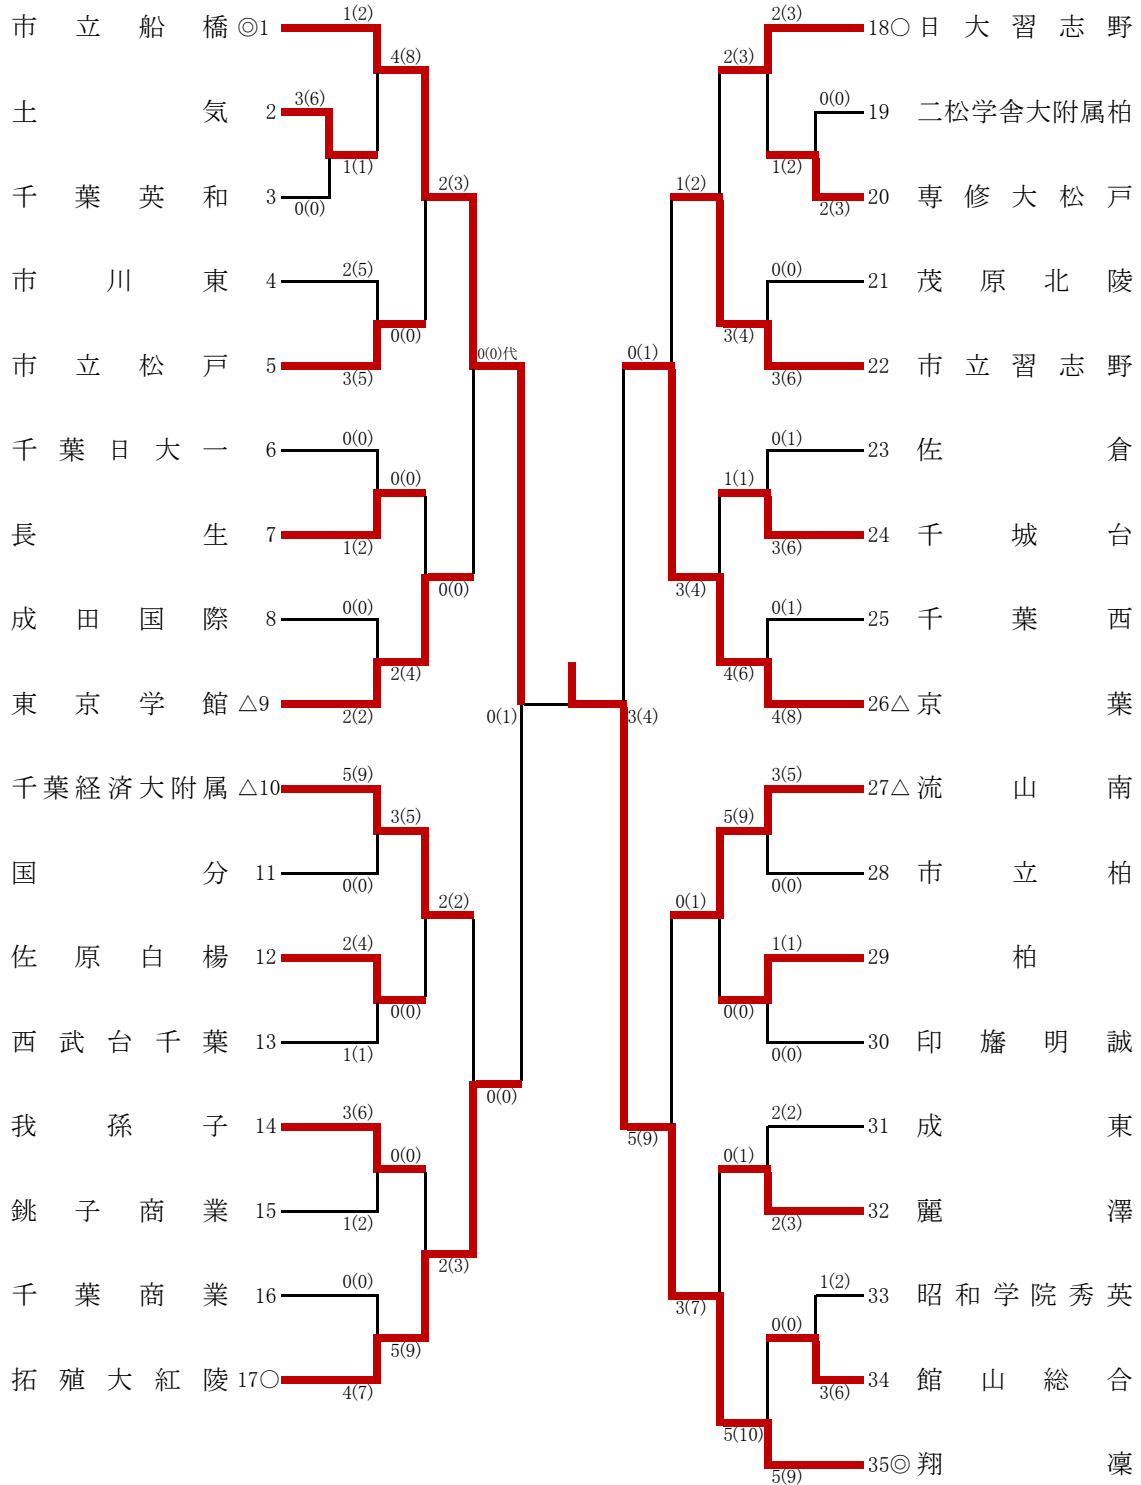 市立船橋 ◎1
1(2)
4(8)
土気 2
3(6)
1(1)
千葉英和 3
0(0)
2(3)
市川東 4
2(5)
0(0)
市立松戸 5
3(5)
0(0)代
千葉日大一 6
0(0)
0(0)
長生 7
1(2)
0(0)
成田国際 8
0(0)
2(4)
東京学館 △9
2(2)
0(1)
千葉経済大附属 △10
5(9)
3(5)
国分 11
0(0)
2(2)
佐原白楊 12
2(4)
0(0)
西武台千葉 13
1(1)
0(0)
我孫子 14
3(6)
0(0)
銚子商業 15
1(2)
2(3)
千葉商業 16
0(0)
5(9)
拓殖大紅陵 17○
4(7)
2(3)
18○ 日大習志野
2(3)
0(0)
19 二松学舎大附属柏
1(2)
20 専修大松戸
2(3)
1(2)
0(0)
21 茂原北陵
3(4)
22 市立習志野
3(6)
0(1)
0(1)
23 佐倉
1(1)
24 千城台
3(6)
3(4)
0(1)
25 千葉西
4(6)
26△ 京葉
4(8)
3(4)
3(5)
27△ 流山南
5(9)
28 市立柏
0(0)
0(1)
1(1)
29 柏
0(0)
30 印旛明誠
0(0)
5(9)
2(2)
31 成東
0(1)
32 麗澤
2(3)
3(7)
1(2)
33 昭和学院秀英
0(0)
34 館山総合
3(6)
5(10)
35◎ 翔凜
5(9)